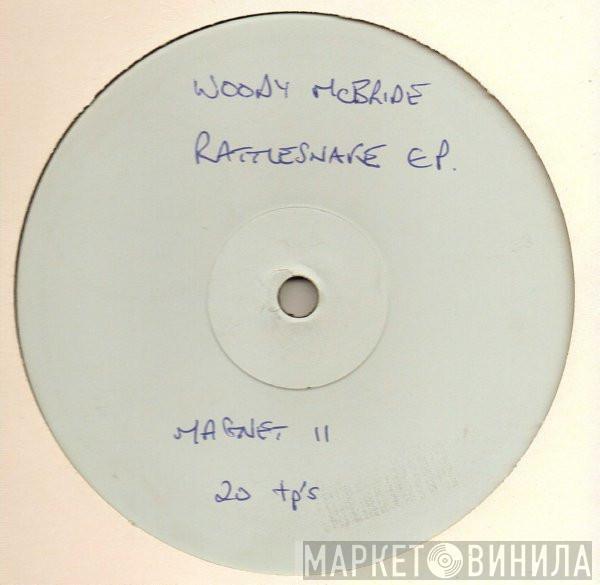 WOODY McBRIDE
RATTLESNAKE EP.
MAGNET 11
20 tp's
МАРКЕТ ВИНИЛА